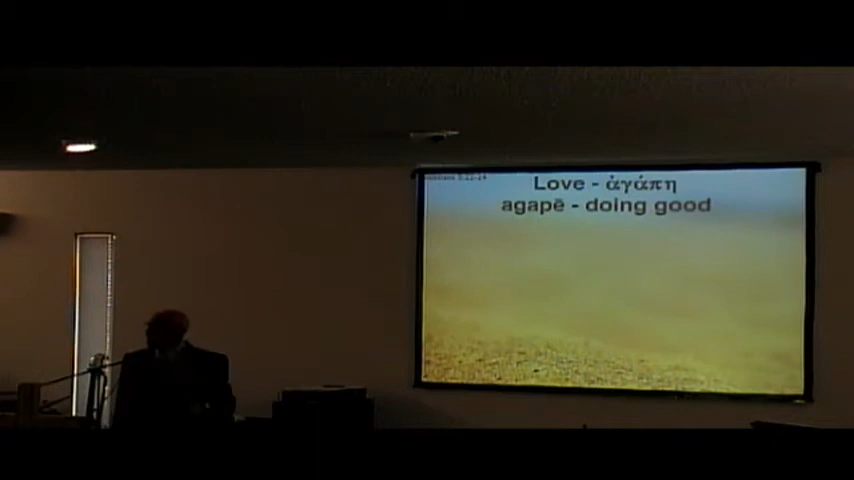 Love - ἀγάπη
agapē - doing good